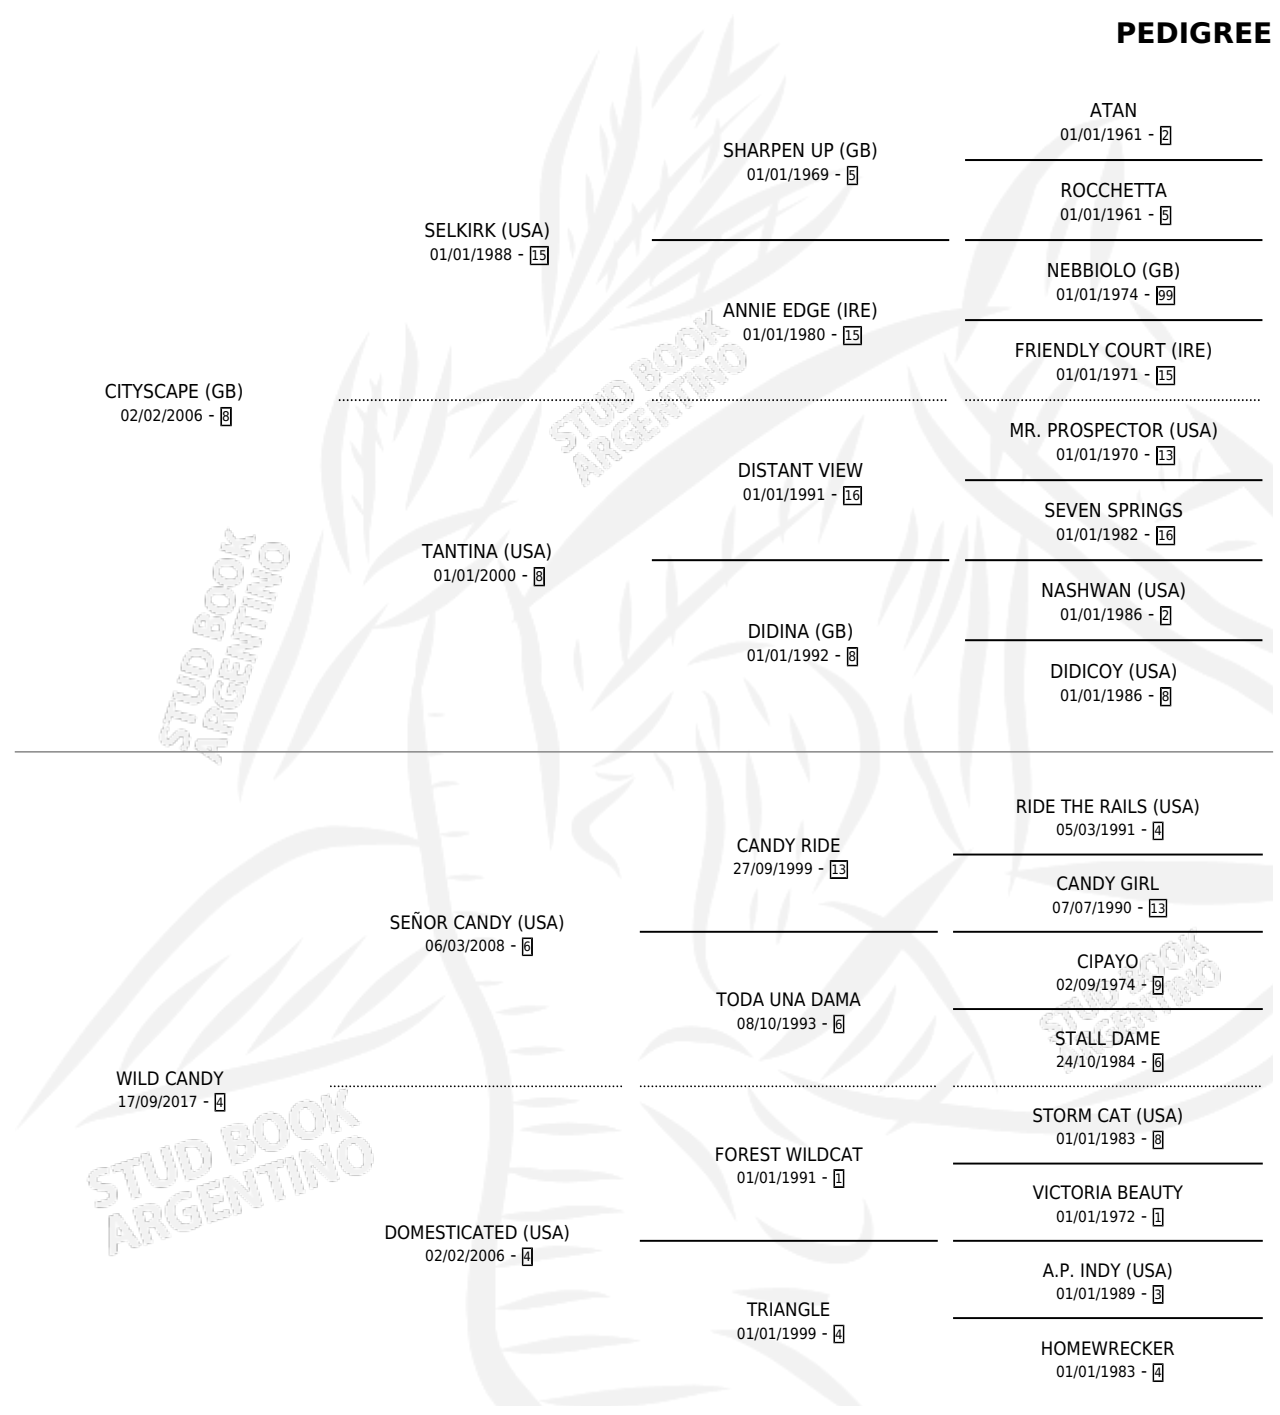 PEDIGREE
ATAN
01/01/1961 - 2
SHARPEN UP (GB)
01/01/1969 - 5
ROCCHETTA
01/01/1961 - 5
SELKIRK (USA)
01/01/1988 - 15
NEBBIOLO (GB)
01/01/1974 - 99
ANNIE EDGE (IRE)
01/01/1980 - 15
FRIENDLY COURT (IRE)
01/01/1971 - 15
CITYSCAPE (GB)
02/02/2006 - 8
STUD BOOK
ARGENTINO
MR. PROSPECTOR (USA)
01/01/1970 - 13
DISTANT VIEW
01/01/1991 - 16
SEVEN SPRINGS
01/01/1982 - 16
TANTINA (USA)
01/01/2000 - 8
NASHWAN (USA)
01/01/1986 - 2
DIDINA (GB)
01/01/1992 - 8
DIDICOY (USA)
01/01/1986 - 8
STUD BOOK
ARGENTINO
RIDE THE RAILS (USA)
05/03/1991 - 4
CANDY RIDE
27/09/1999 - 13
CANDY GIRL
07/07/1990 - 13
SEÑOR CANDY (USA)
06/03/2008 - 6
CIPAYO
02/09/1974 - 9
TODA UNA DAMA
08/10/1993 - 6
STALL DAME
24/10/1984 - 6
STUD BOOK
ARGENTINO
WILD CANDY
17/09/2017 - 4
STORM CAT (USA)
01/01/1983 - 8
FOREST WILDCAT
01/01/1991 - 1
VICTORIA BEAUTY
01/01/1972 - 1
STUD BOOK
ARGENTINO
DOMESTICATED (USA)
02/02/2006 - 4
A.P. INDY (USA)
01/01/1989 - 3
TRIANGLE
01/01/1999 - 4
HOMEWRECKER
01/01/1983 - 4